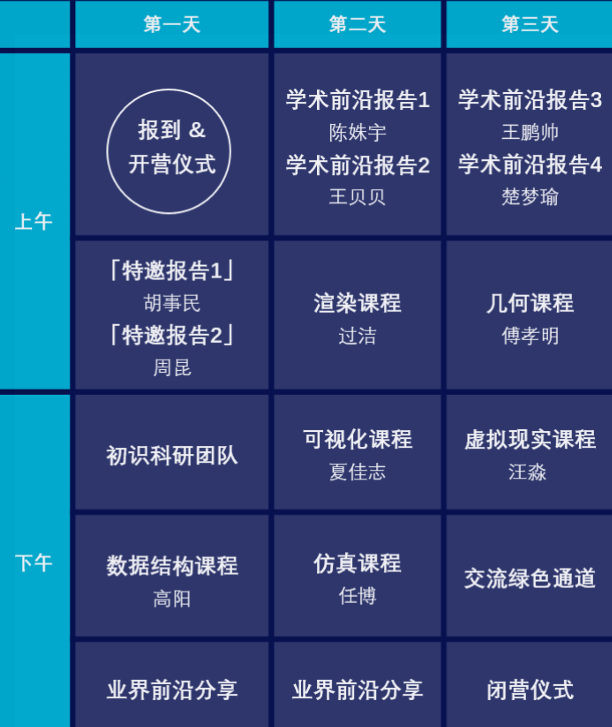 第一天
第二天
第三天
上午
报到 &
开营仪式
学术前沿报告1
陈姝宇
学术前沿报告2
王贝贝
学术前沿报告3
王鹏帅
学术前沿报告4
楚梦瑜
「特邀报告1」
胡事民
「特邀报告2」
周昆
渲染课程
过洁
几何课程
傅孝明
下午
初识科研团队
可视化课程
夏佳志
虚拟现实课程
汪淼
数据结构课程
高阳
仿真课程
任博
交流绿色通道
业界前沿分享
业界前沿分享
闭营仪式